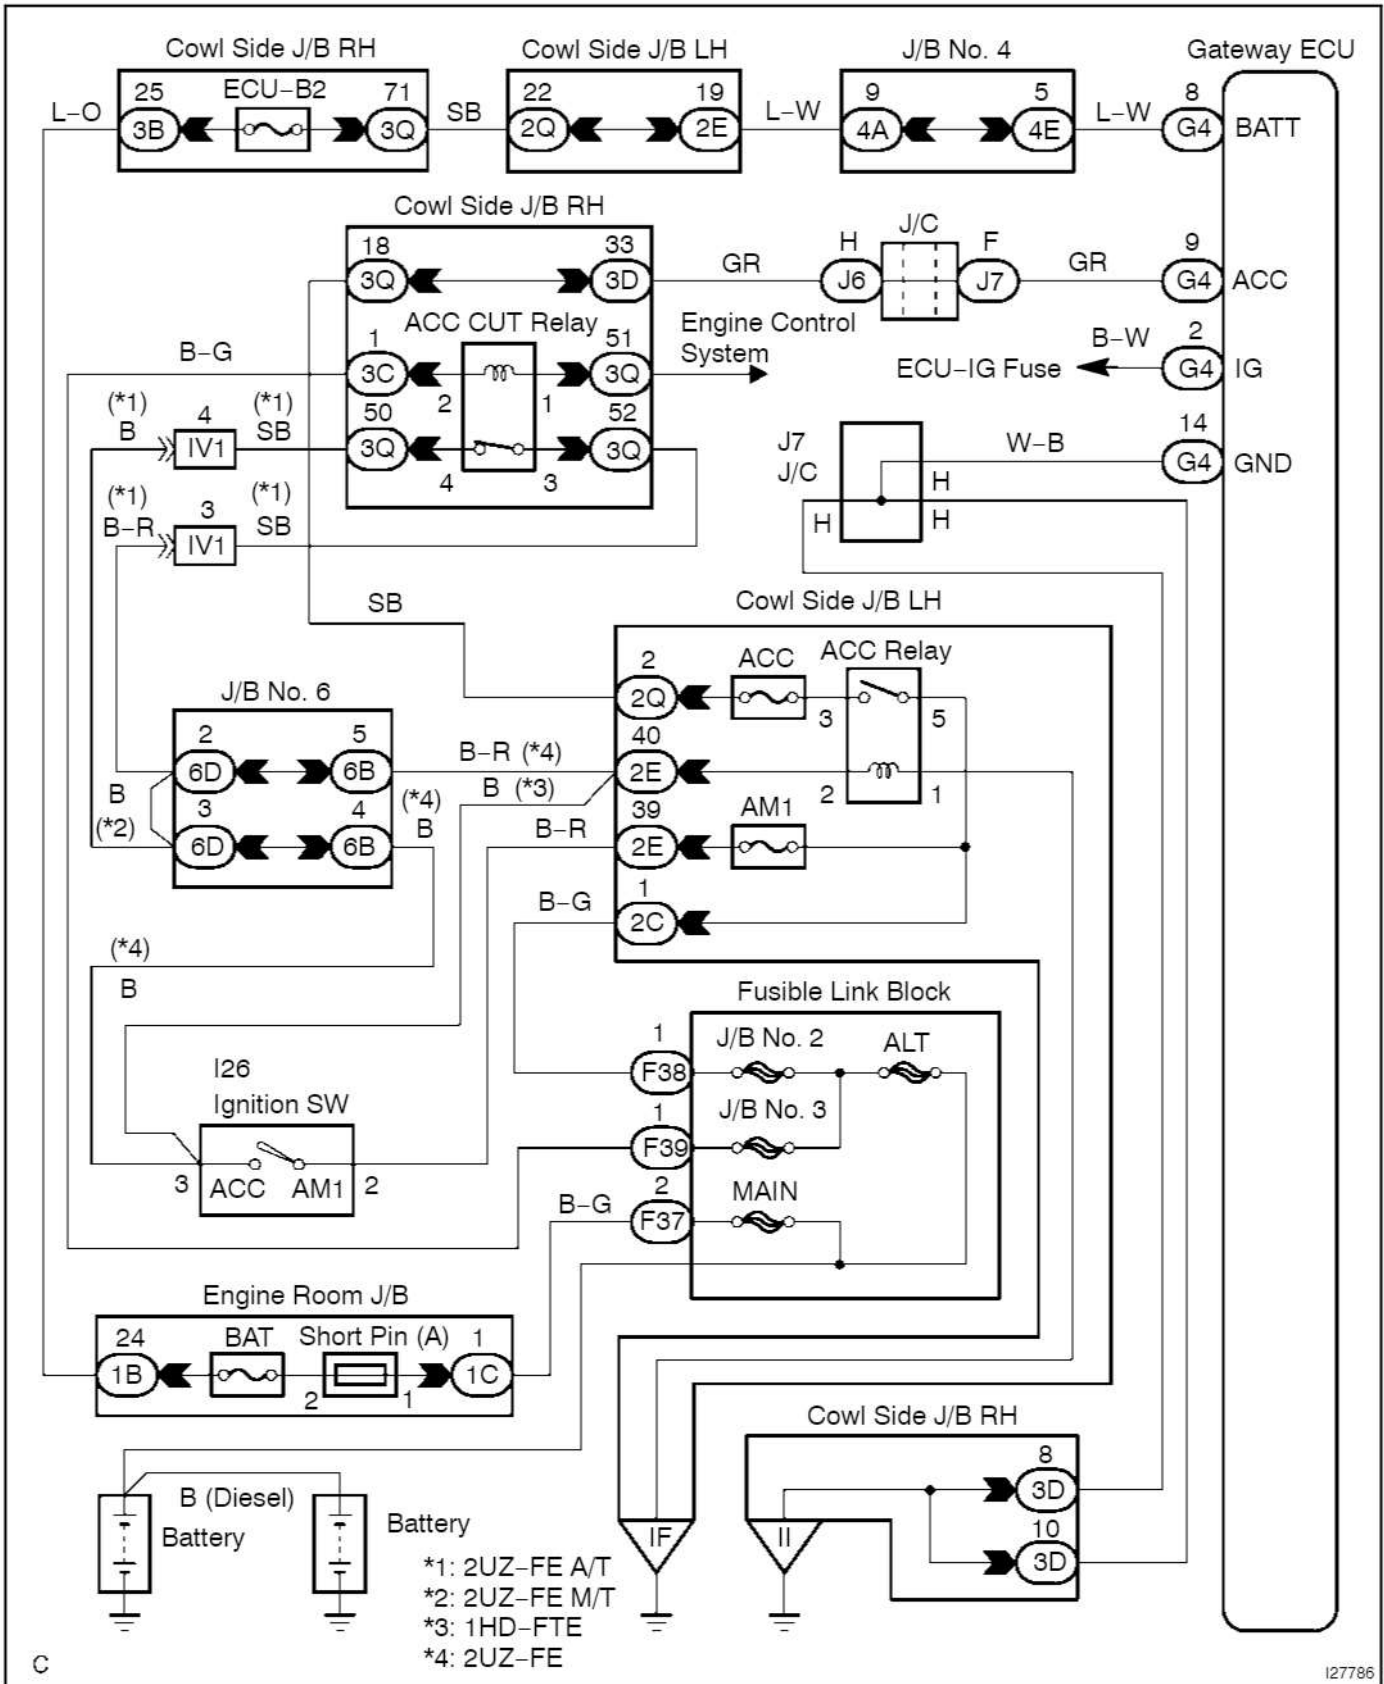 Cowl Side J/B RH
Cowl Side J/B LH
J/B No. 4
Gateway ECU
25 ECU–B2 71
22 19
9 5
8
L–O 3B 3Q SB 2Q 2E L–W 4A 4E L–W G4 BATT
Cowl Side J/B RH
J/C
18 33
H F
9
3Q 3D GR J6 J7 GR G4 ACC
ACC CUT Relay
Engine Control
System
B–G 1 51
3C 3Q
2 1
B–W 2
ECU–IG Fuse G4 IG
(*1) 4 (*1) 50 52
B IV1 SB 3Q 3Q
4 3
14
J7 W–B
J/C G4 GND
H
H H
(*1) 3 (*1)
B–R IV1 SB
SB
Cowl Side J/B LH
2 ACC ACC Relay
2Q 3 5
J/B No. 6
2 5
6D 6B
B–R (*4)
40
2E 2 1
B (*3)
B
(*2)
3 4
6D 6B
(*4)
B
B–R
39 AM1
2E
B–G
1
2C
(*4)
B
Fusible Link Block
1 J/B No. 2 ALT
F38
I26
Ignition SW
1 J/B No. 3
F39
3 ACC AM1 2
B–G
2 MAIN
F37
Engine Room J/B
24 BAT Short Pin (A) 1
1B 2 1 1C
Cowl Side J/B RH
8
3D
10
3D
B (Diesel)
Battery
Battery
IF
II
*1: 2UZ–FE A/T
*2: 2UZ–FE M/T
*3: 1HD–FTE
*4: 2UZ–FE
C
I27786